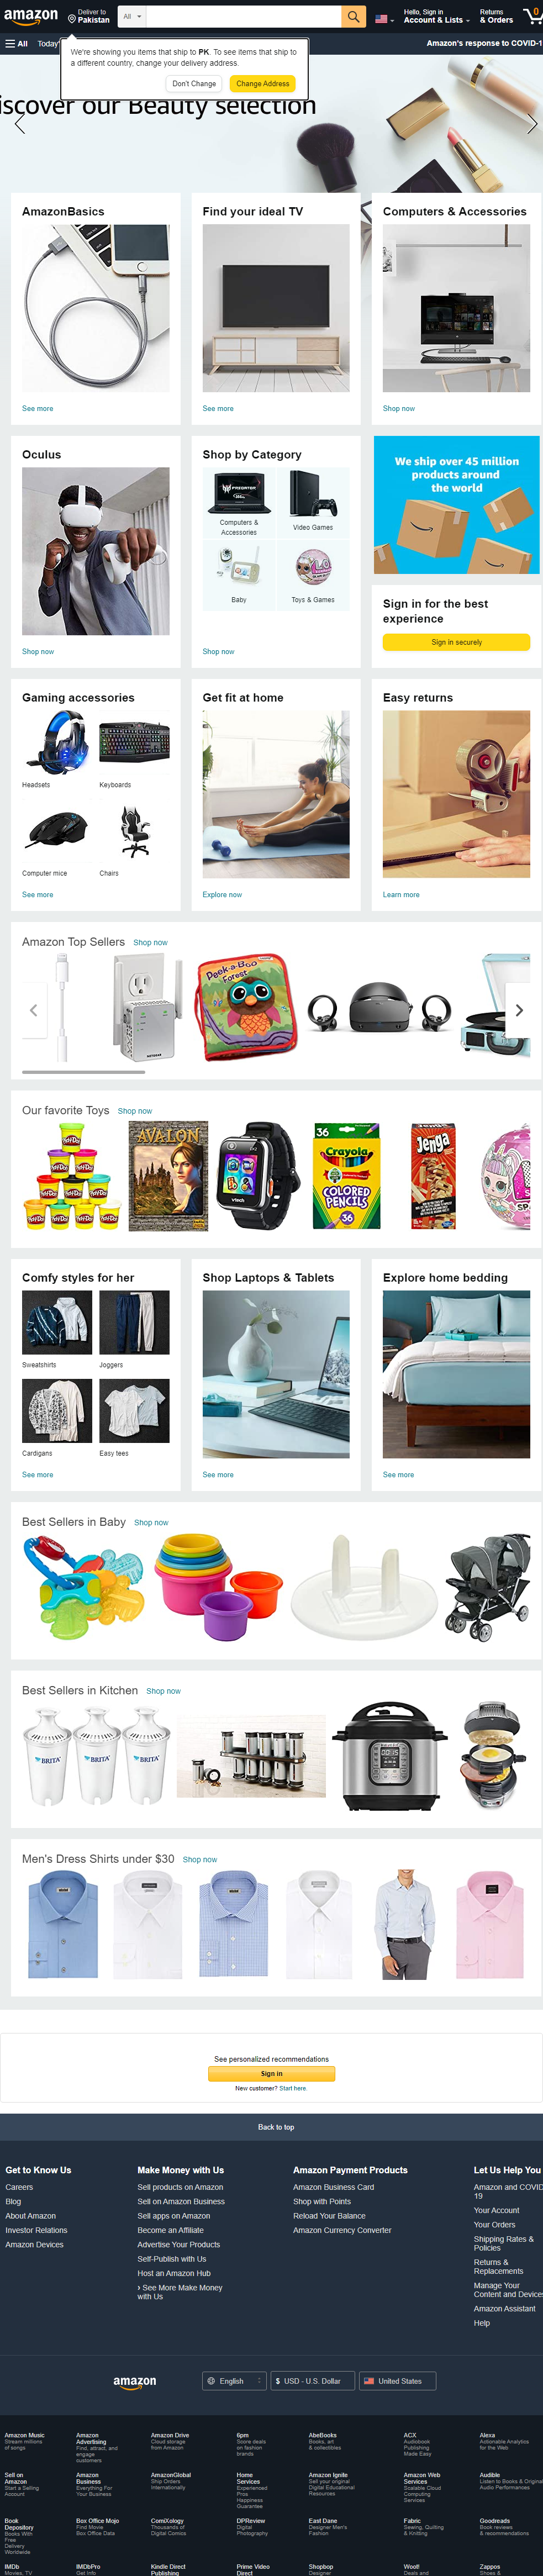 amazon
Deliver to
Pakistan
All
Hello, Sign in
Account & Lists
Returns
& Orders
0
All
Today'
Amazon's response to COVID-1
We're showing you items that ship to PK. To see items that ship to
a different country, change your delivery address.
Don't Change
Change Address
iscover our Beauty selection
AmazonBasics
See more
Find your ideal TV
See more
Computers & Accessories
Shop now
Oculus
Shop now
Shop by Category
PREDATOR
Computers &
Accessories
Video Games
Baby
Toys & Games
Shop now
We ship over 45 million
products around
the world
Sign in for the best
experience
Sign in securely
Gaming accessories
Headsets
Keyboards
Computer mice
Chairs
See more
Get fit at home
Explore now
Easy returns
Learn more
Amazon Top Sellers
Shop now
NETGEAR
Peek-a-Boo
Forest
Our favorite Toys
Shop now
AVALON
vtech
36
Crayola
COLORED
PENCILS
36
Jenga
Comfy styles for her
Sweatshirts
Joggers
Cardigans
Easy tees
See more
Shop Laptops & Tablets
See more
Explore home bedding
See more
Best Sellers in Baby
Shop now
Best Sellers in Kitchen
Shop now
BRITA
BRITA
BRITA
Men's Dress Shirts under $30
Shop now
See personalized recommendations
Sign in
New customer? Start here.
Back to top
Get to Know Us
Careers
Blog
About Amazon
Investor Relations
Amazon Devices
Make Money with Us
Sell products on Amazon
Sell on Amazon Business
Sell apps on Amazon
Become an Affiliate
Advertise Your Products
Self-Publish with Us
Host an Amazon Hub
› See More Make Money
with Us
Amazon Payment Products
Amazon Business Card
Shop with Points
Reload Your Balance
Amazon Currency Converter
Let Us Help You
Amazon and COVID
19
Your Account
Your Orders
Shipping Rates &
Policies
Returns &
Replacements
Manage Your
Content and Devices
Amazon Assistant
Help
amazon
English
$ USD - U.S. Dollar
United States
Amazon Music
Stream millions
of songs
Amazon
Advertising
Find, attract, and
engage
customers
Amazon Drive
Cloud storage
from Amazon
6pm
Score deals
on fashion
brands
AbeBooks
Books, art
& collectibles
ACX
Audiobook
Publishing
Made Easy
Alexa
Actionable Analytics
for the Web
Sell on
Amazon
Start a Selling
Account
Amazon
Business
Everything For
Your Business
AmazonGlobal
Ship Orders
Internationally
Home
Services
Experienced
Pros
Happiness
Guarantee
Amazon Ignite
Sell your original
Digital Educational
Resources
Amazon Web
Services
Scalable Cloud
Computing
Services
Audible
Listen to Books & Original
Audio Performances
Book
Depository
Books With
Free
Delivery
Worldwide
Box Office Mojo
Find Movie
Box Office Data
ComiXology
Thousands of
Digital Comics
DPReview
Digital
Photography
East Dane
Designer Men's
Fashion
Fabric
Sewing, Quilting
& Knitting
Goodreads
Book reviews
& recommendations
IMDb
Movies, TV
IMDbPro
Get Info
Kindle Direct
Publishing
Prime Video
Direct
Shopbop
Designer
Woot!
Deals and
Zappos
Shoes &